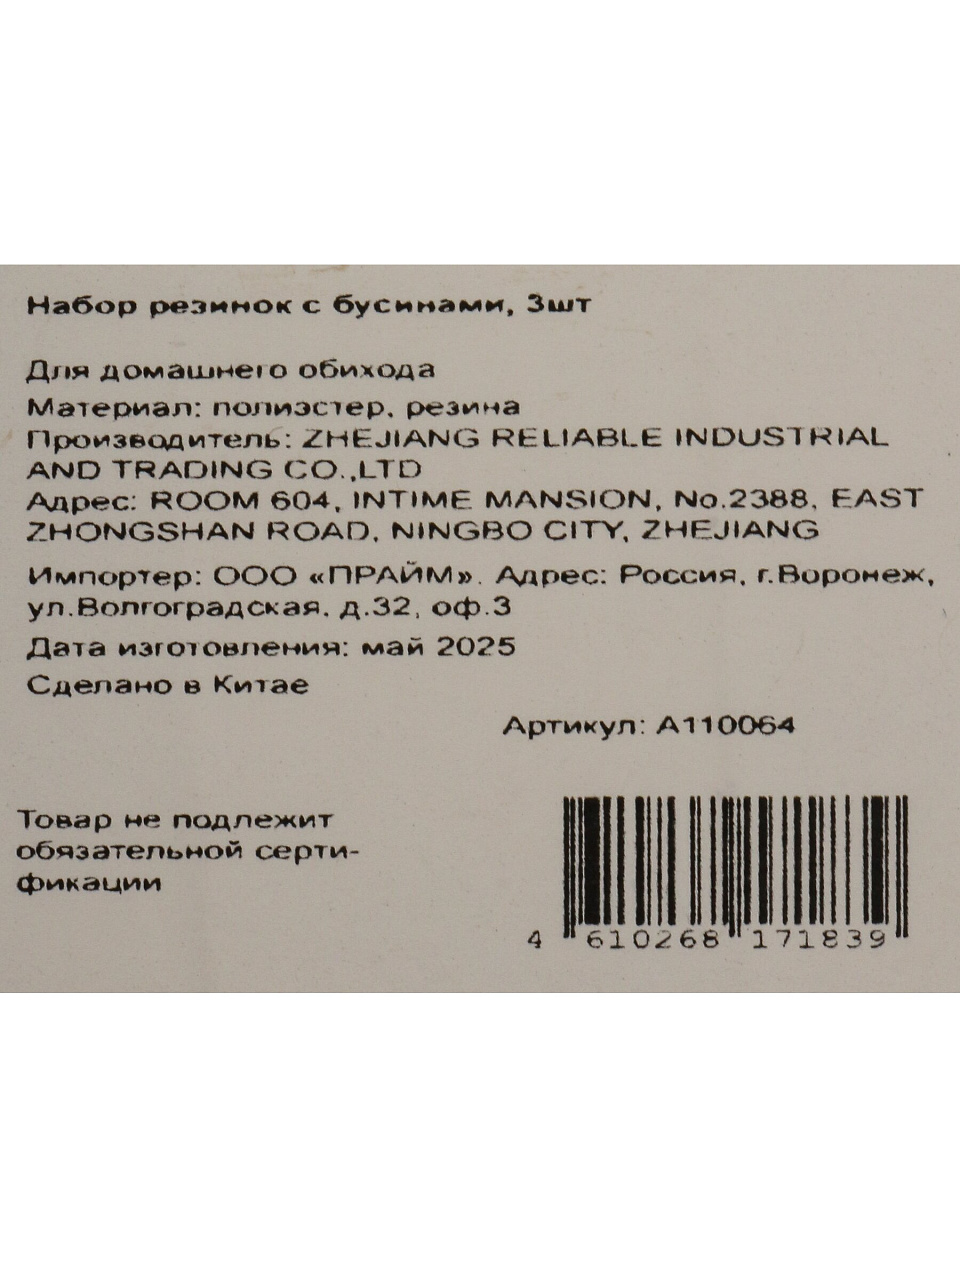 Набор резинок с бусинами, 3шт
Для домашнего обихода
Материал: полиэстер, резина
Производитель: ZHEJIANG RELIABLE INDUSTRIAL
AND TRADING CO.,LTD
Адрес: ROOM 604, INTIME MANSION, No.2388, EAST
ZHONGSHAN ROAD, NINGBO CITY, ZHEJIANG
Импортер: ООО «ПРАЙМ». Адрес: Россия, г.Воронеж,
ул.Волгоградская, д.32, оф.3
Дата изготовления: май 2025
Сделано в Китае
Артикул: А110064
Товар не подлежит
обязательной серти-
фикации
4 610268 171839